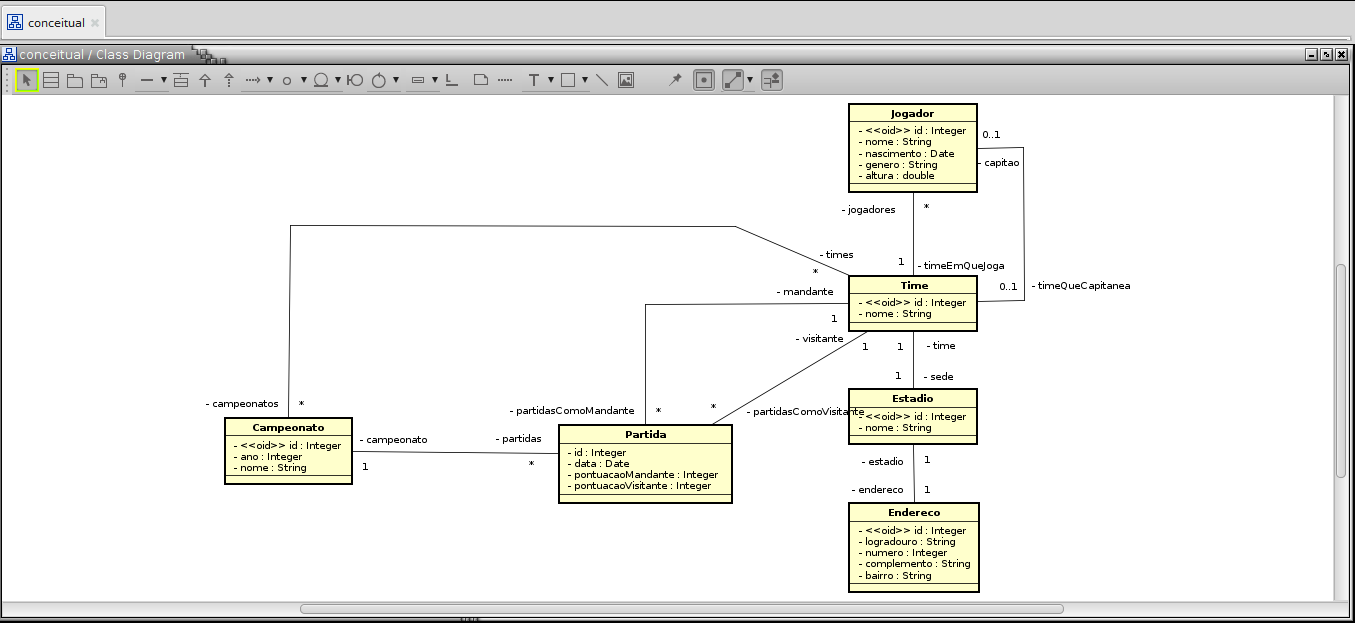 conceitual
conceitual / Class Diagram
Jogador
- <<oid>> id : Integer
- nome : String
- nascimento : Date
- genero : String
- altura : double
0..1
- capitao
- jogadores
*
- times
*
1
- timeEmQueJoga
- mandante
1
Time
- <<oid>> id : Integer
- nome : String
0..1
- timeQueCapitanea
- visitante
1
1
- time
1
- sede
- campeonatos
*
- partidasComoMandante
*
*
- partidasComoVisitante
Estadio
- <<oid>> id : Integer
- nome : String
Campeonato
- <<oid>> id : Integer
- ano : Integer
- nome : String
- campeonato
1
- partidas
*
Partida
- id : Integer
- data : Date
- pontuacaoMandante : Integer
- pontuacaoVisitante : Integer
- estadio
1
- endereco
1
Endereco
- <<oid>> id : Integer
- logradouro : String
- numero : Integer
- complemento : String
- bairro : String